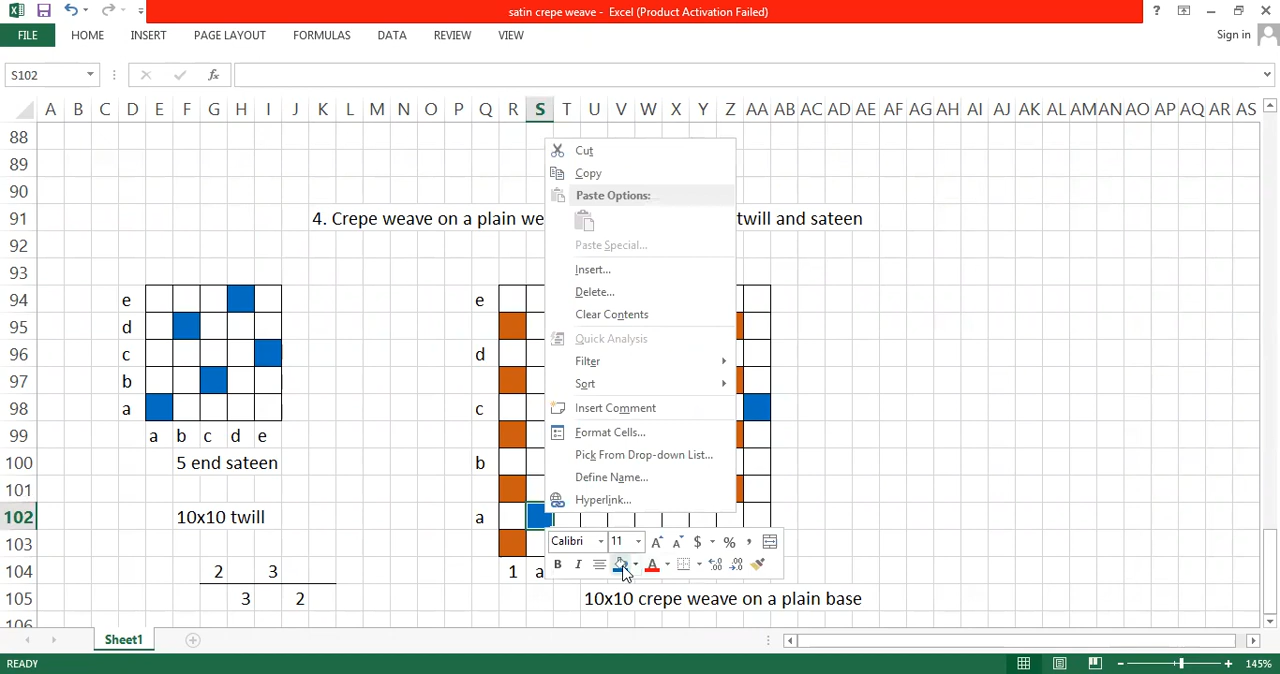 satin crepe weave - Excel (Product Activation Failed)
?
FILE HOME INSERT PAGE LAYOUT FORMULAS DATA REVIEW VIEW
Sign in
S102
fx
A B C D E F G H I J K L M N O P Q R S T U V W X Y Z AA AB AC AD AE AF AG AH AI AJ AK AL AM AN AO AP AQ AR AS
88
89
90
91 4. Crepe weave on a plain we twill and sateen
92
93
94 e e
95 d
96 c d
97 b
98 a c
99 a b c d e
100 5 end sateen b
101
102 10x10 twill a
103
104 2 3 1 a
105 3 2 10x10 crepe weave on a plain base
106
Cut
Copy
Paste Options:
Paste Special...
Insert...
Delete...
Clear Contents
Quick Analysis
Filter
Sort
Insert Comment
Format Cells...
Pick From Drop-down List...
Define Name...
Hyperlink...
Calibri 11 A A $ % ,
B I A
Sheet1
READY
145%